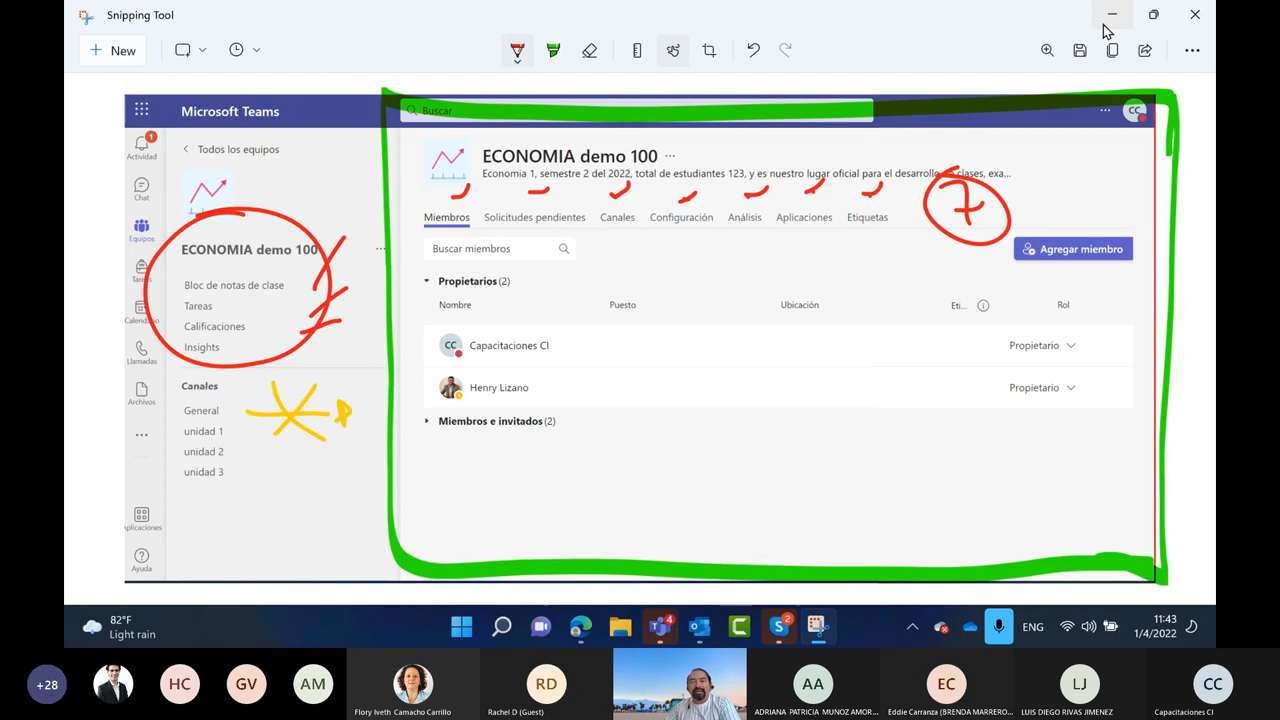 Snipping Tool
New
Microsoft Teams
Buscar
CC
1
Actividad
Todos los equipos
ECONOMIA demo 100 ...
Economia 1, semestre 2 del 2022, total de estudiantes 123, y es nuestro lugar oficial para el desarrollo de clases, exa...
Chat
7
Miembros Solicitudes pendientes Canales Configuración Análisis Aplicaciones Etiquetas
Equipos
ECONOMIA demo 100 ...
Buscar miembros
Agregar miembro
Bloc de notas de clase
Tareas
Calificaciones
Insights
Calendario
Propietarios (2)
Nombre Puesto Ubicación Eti... Rol
CC Capacitaciones CI Propietario
Llamadas
Canales
General
unidad 1
unidad 2
unidad 3
Archivos
Henry Lizano Propietario
Miembros e invitados (2)
Aplicaciones
Ayuda
82°F
Light rain
4
2
ENG
11:43
1/4/2022
+28
HC
GV
AM
Flory Iveth Camacho Carrillo
RD
Rachel D (Guest)
AA
ADRIANA PATRICIA MUNOZ AMOR...
EC
Eddie Carranza (BRENDA MARRERO...
LJ
LUIS DIEGO RIVAS JIMENEZ
CC
Capacitaciones CI